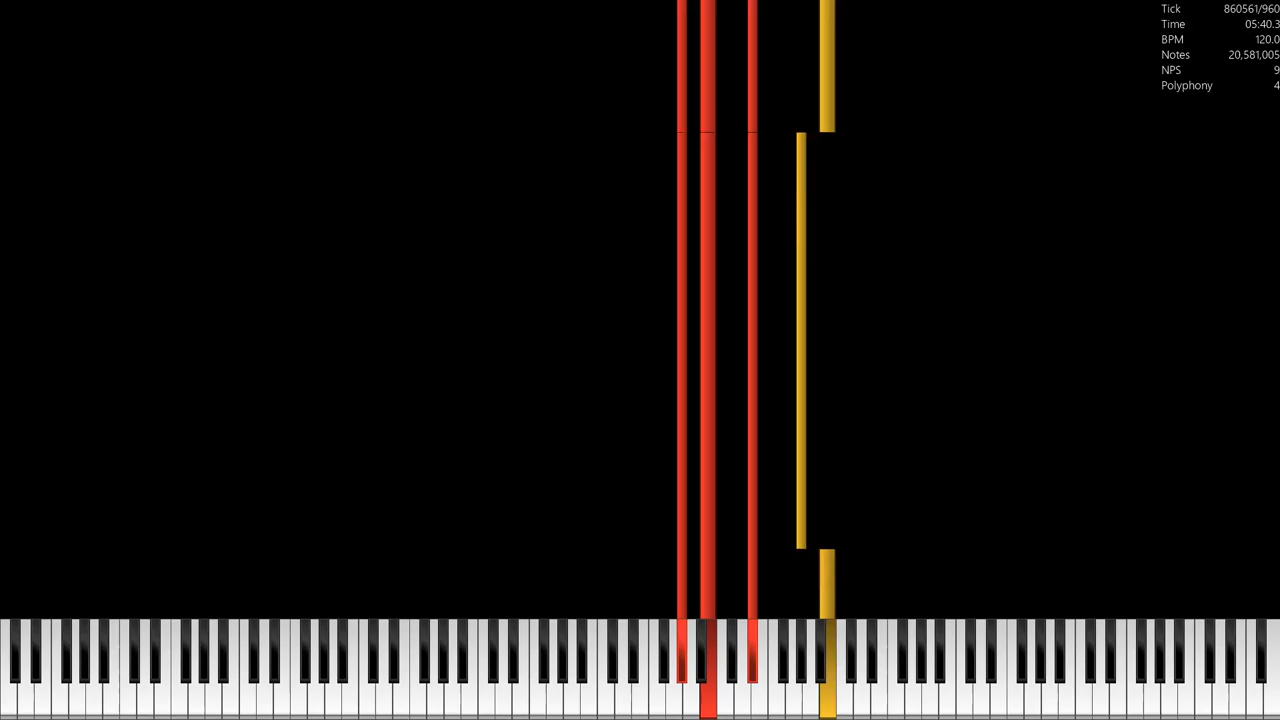 Tick 860561/960
Time 05:40.3
BPM 120.0
Notes 20,581,005
NPS 9
Polyphony 4